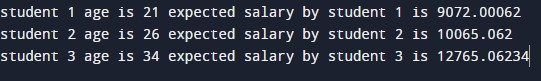 student 1 age is 21 expected salary by student 1 is 9072.00062
student 2 age is 26 expected salary by student 2 is 10065.062
student 3 age is 34 expected salary by student 3 is 12765.06234